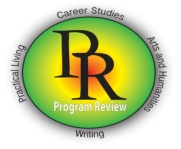 Career Studies
Practical Living
Arts and Humanities
PR
Program Review
Writing